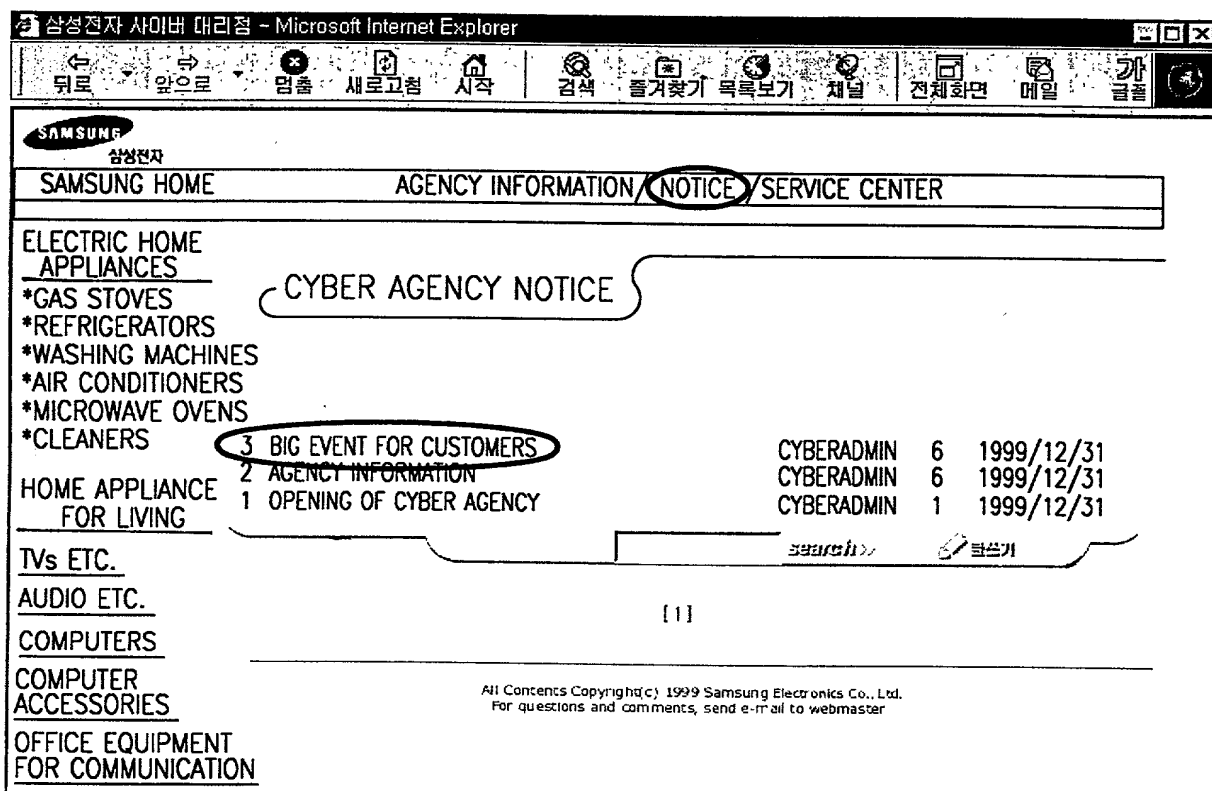 삼성전자 사이버 대리점 - Microsoft Internet Explorer
뒤로 앞으로 멈춤 새로고침 시작 검색 즐겨찾기 목록보기 채널 전체화면 메일 글꼴
SAMSUNG
삼성전자
SAMSUNG HOME AGENCY INFORMATION/NOTICE/SERVICE CENTER
ELECTRIC HOME
APPLIANCES
*GAS STOVES
*REFRIGERATORS
*WASHING MACHINES
*AIR CONDITIONERS
*MICROWAVE OVENS
*CLEANERS
HOME APPLIANCE
FOR LIVING
TVs ETC.
AUDIO ETC.
COMPUTERS
COMPUTER
ACCESSORIES
OFFICE EQUIPMENT
FOR COMMUNICATION
CYBER AGENCY NOTICE
3 BIG EVENT FOR CUSTOMERS CYBERADMIN 6 1999/12/31
2 AGENCY INFORMATION CYBERADMIN 6 1999/12/31
1 OPENING OF CYBER AGENCY CYBERADMIN 1 1999/12/31
search 글쓰기
[1]
All Contents Copyright(c) 1999 Samsung Electronics Co., Ltd.
For questions and comments, send e-mail to webmaster